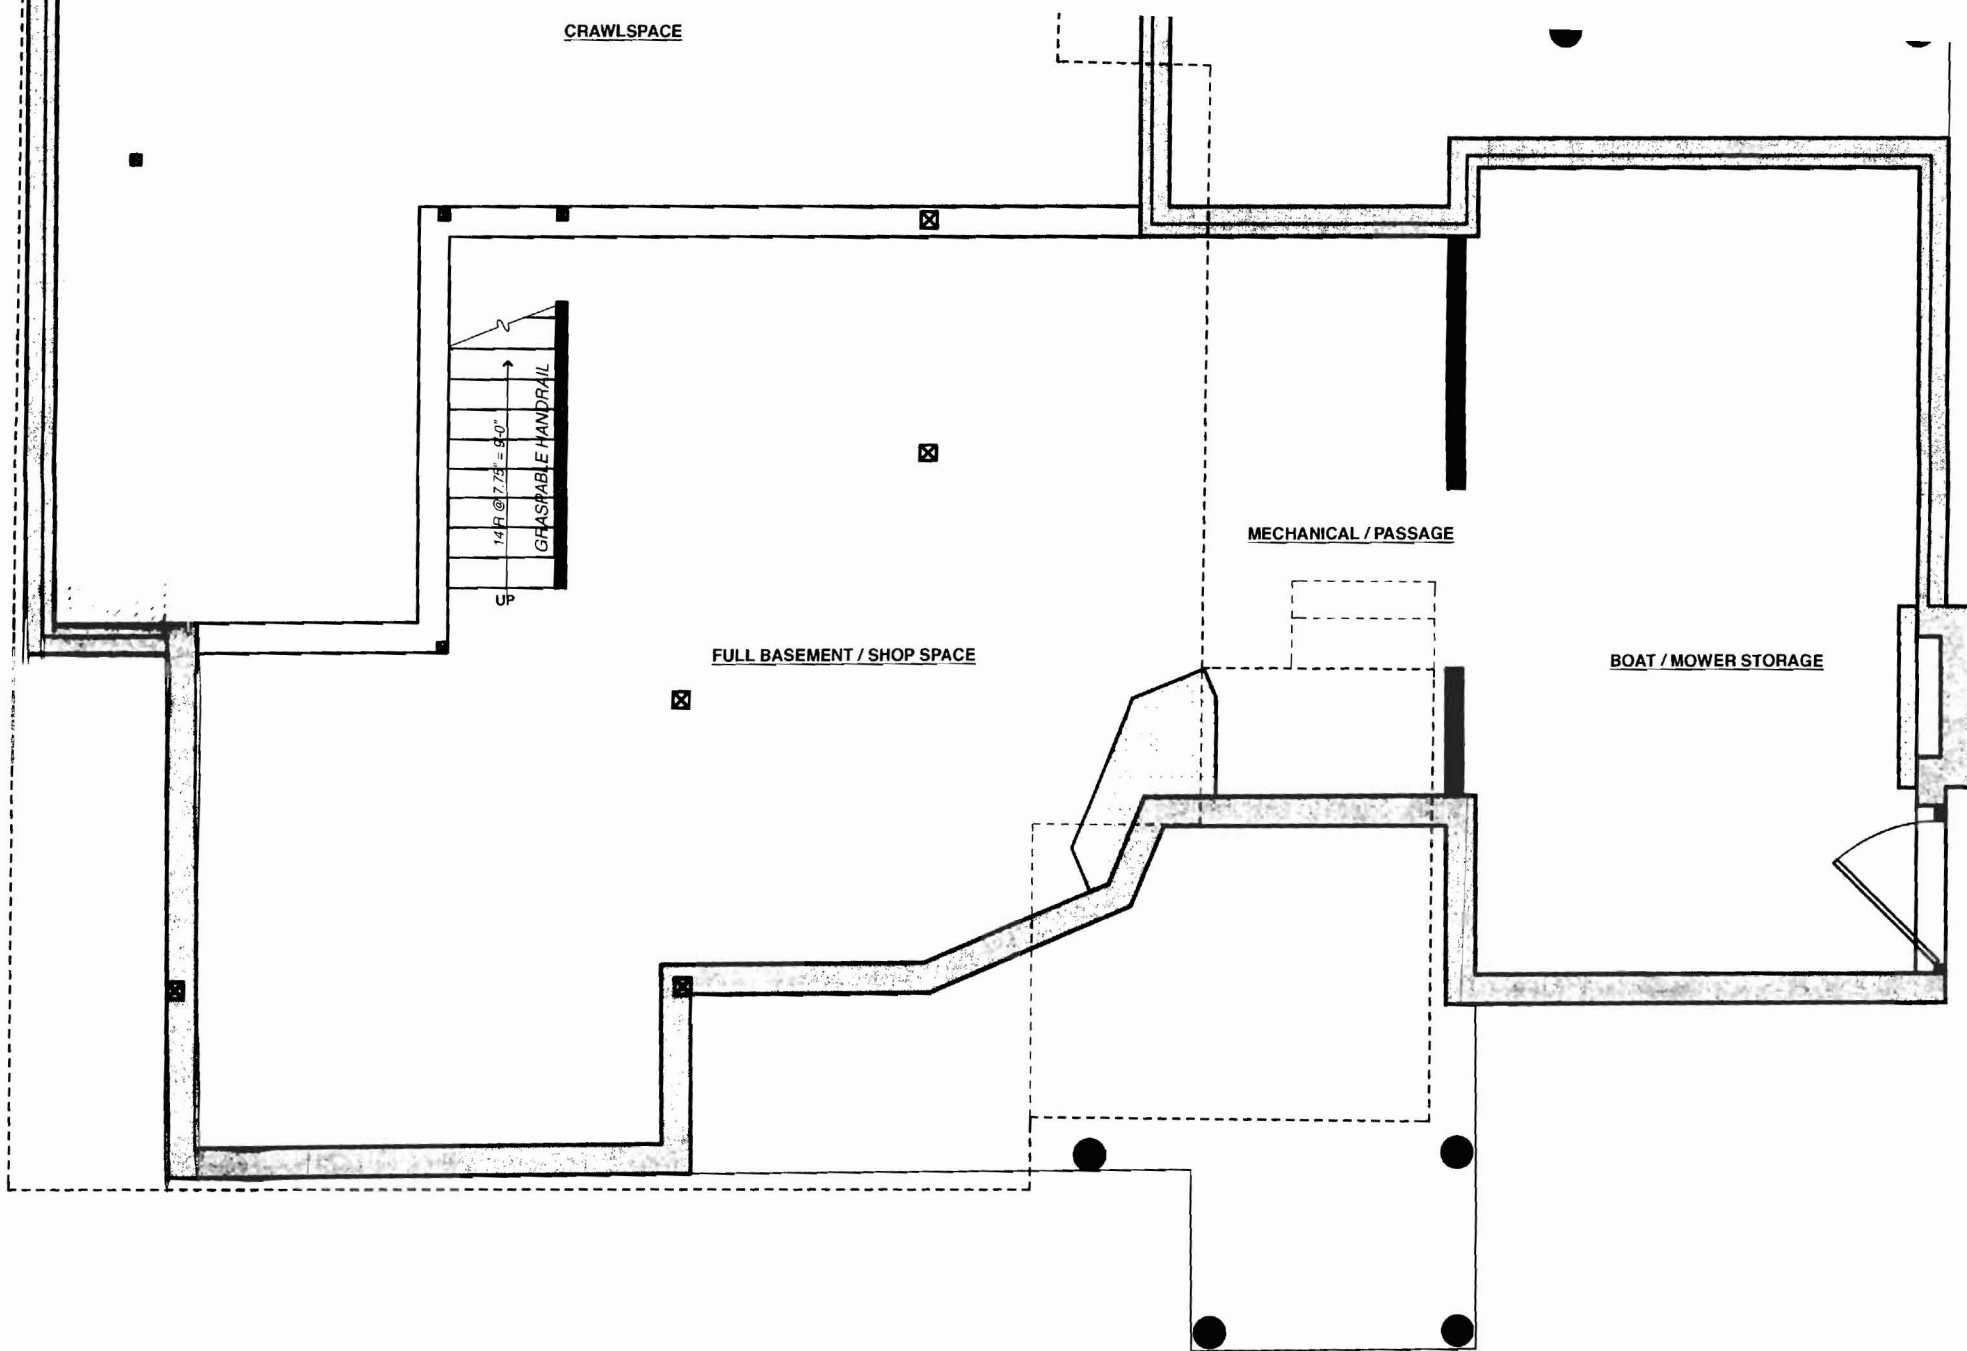 CRAWLSPACE
14 R @ 7.75" = 9'-0"
GRASPABLE HANDRAIL
UP
MECHANICAL / PASSAGE
FULL BASEMENT / SHOP SPACE
BOAT / MOWER STORAGE